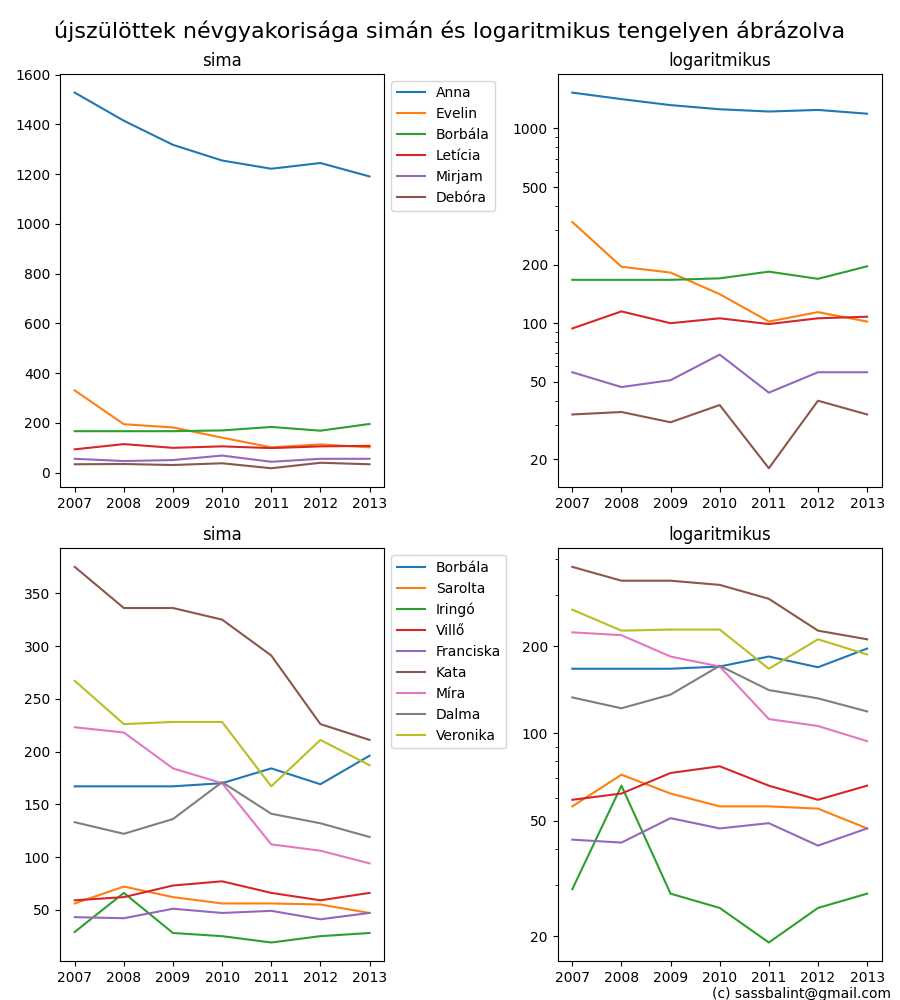 újszülöttek névgyakorisága simán és logaritmikus tengelyen ábrázolva
sima
1600
1400
1200
1000
800
600
400
200
0
2007 2008 2009 2010 2011 2012 2013
Anna
Evelin
Borbála
Letícia
Mirjam
Debóra
logaritmikus
1000
500
200
100
50
20
2007 2008 2009 2010 2011 2012 2013
sima
350
300
250
200
150
100
50
2007 2008 2009 2010 2011 2012 2013
Borbála
Sarolta
Iringó
Villő
Franciska
Kata
Míra
Dalma
Veronika
logaritmikus
200
100
50
20
2007 2008 2009 2010 2011 2012 2013
(c) sassbalint@gmail.com